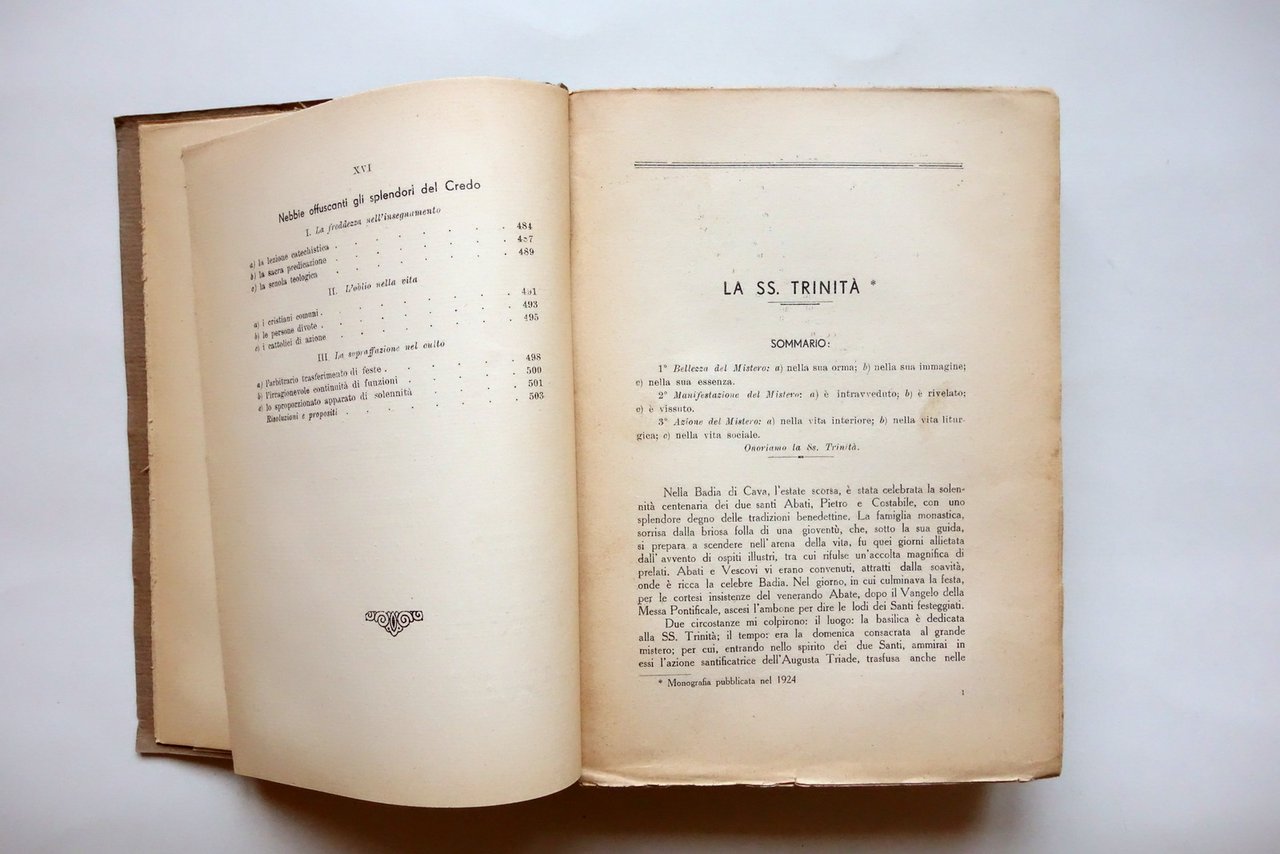 XVI
Nebbie offuscanti gli splendori del Credo
I. La freddezza nell'insegnamento
a) la lezione catechistica . . . . . . . 484
b) la sacra predicazione . . . . . . . 487
c) la scuola teologica . . . . . . . 489
II. L'oblio nella vita
a) i cristiani comuni . . . . . . . 491
b) le persone divote . . . . . . . 493
c) i cattolici di azione . . . . . . . 495
III. La sopraffazione nel culto
a) l'arbitrario trasferimento di feste . . . . . . 498
b) l'irragionevole continuità di funzioni . . . . . 500
c) lo sproporzionato apparato di solennità . . . . 501
Risoluzioni e propositi . . . . . . . 503
LA SS. TRINITÀ *
SOMMARIO:
1° Bellezza del Mistero: a) nella sua orma; b) nella sua immagine;
c) nella sua essenza.
2° Manifestazione del Mistero: a) è intravveduto; b) è rivelato;
c) è vissuto.
3° Azione del Mistero: a) nella vita interiore; b) nella vita litur-
gica; c) nella vita sociale.
Onoriamo la Ss. Trinità.
Nella Badia di Cava, l'estate scorsa, è stata celebrata la solen-
nità centenaria dei due santi Abati, Pietro e Costabile, con uno
splendore degno delle tradizioni benedettine. La famiglia monastica,
sorrisa dalla briosa folla di una gioventù, che, sotto la sua guida,
si prepara a scendere nell'arena della vita, fu quei giorni allietata
dall'avvento di ospiti illustri, tra cui rifulse un'accolta magnifica di
prelati. Abati e Vescovi vi erano convenuti, attratti dalla soavità,
onde è ricca la celebre Badia. Nel giorno, in cui culminava la festa,
per le cortesi insistenze del venerando Abate, dopo il Vangelo della
Messa Pontificale, ascesi l'ambone per dire le lodi dei Santi festeggiati.
Due circostanze mi colpirono: il luogo: la basilica è dedicata
alla SS. Trinità; il tempo: era la domenica consacrata al grande
mistero; per cui, entrando nello spirito dei due Santi, ammirai in
essi l'azione santificatrice dell'Augusta Triade, trasfusa anche nelle
* Monografia pubblicata nel 1924
1